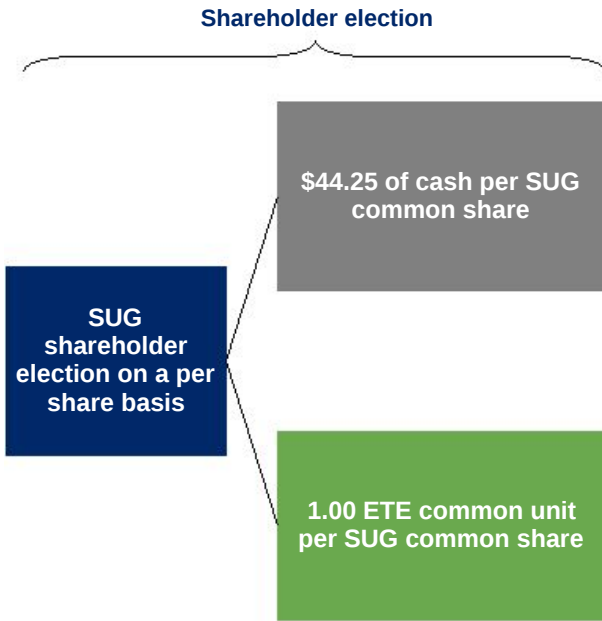 Shareholder election
$44.25 of cash per SUG
common share
SUG
shareholder
election on a per
share basis
1.00 ETE common unit
per SUG common share